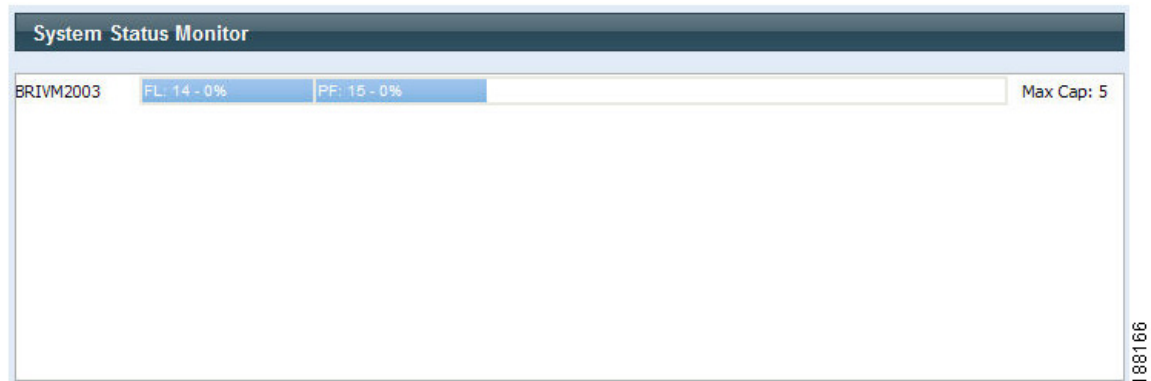 System Status Monitor
BRIVM2003 FL: 14 - 0% PF: 15 - 0% Max Cap: 5
188166